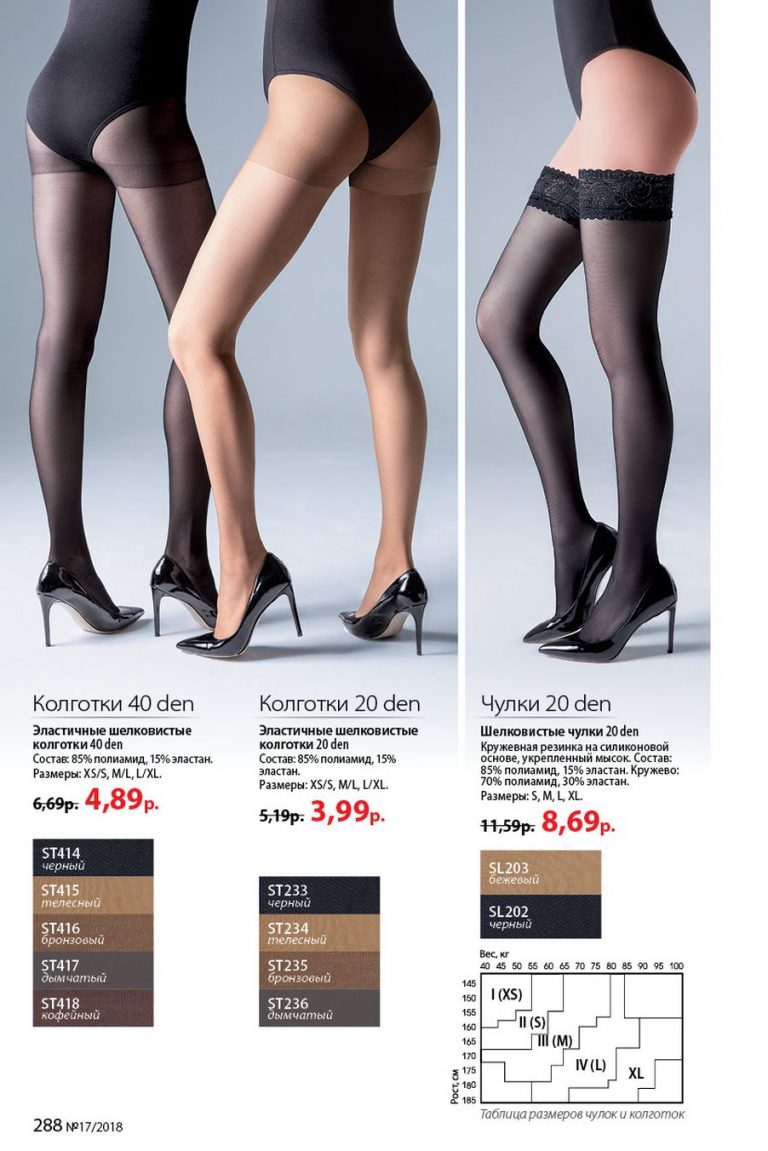 Колготки 40 den
Эластичные шелковистые
колготки 40 den
Состав: 85% полиамид, 15% эластан.
Размеры: XS/S, M/L, L/XL.
6,69р. 4,89р.
ST414
черный
ST415
телесный
ST416
бронзовый
ST417
дымчатый
ST418
кофейный
Колготки 20 den
Эластичные шелковистые
колготки 20 den
Состав: 85% полиамид, 15%
эластан.
Размеры: XS/S, M/L, L/XL.
5,19р. 3,99р.
ST233
черный
ST234
телесный
ST235
бронзовый
ST236
дымчатый
Чулки 20 den
Шелковистые чулки 20 den
Кружевная резинка на силиконовой
основе, укрепленный мысок. Состав:
85% полиамид, 15% эластан. Кружево:
70% полиамид, 30% эластан.
Размеры: S, M, L, XL.
11,59р. 8,69р.
SL203
бежевый
SL202
черный
Вес, кг
40 45 50 55 60 65 70 75 80 85 90 95 100
Рост, см
145
150
155
160
165
170
175
180
185
I (XS)
II (S)
III (M)
IV (L)
XL
Таблица размеров чулок и колготок
288 №17/2018